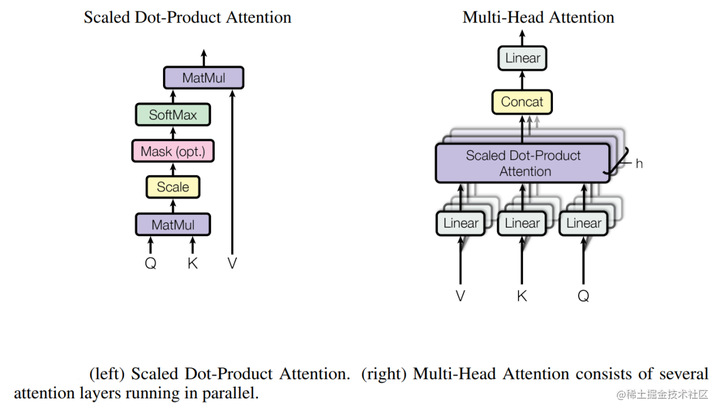 Scaled Dot-Product Attention
MatMul
SoftMax
Mask (opt.)
Scale
MatMul
Q K V
Multi-Head Attention
Linear
Concat
Scaled Dot-Product
Attention
h
Linear Linear Linear
V K Q
(left) Scaled Dot-Product Attention. (right) Multi-Head Attention consists of several
attention layers running in parallel.
@稀土掘金技术社区